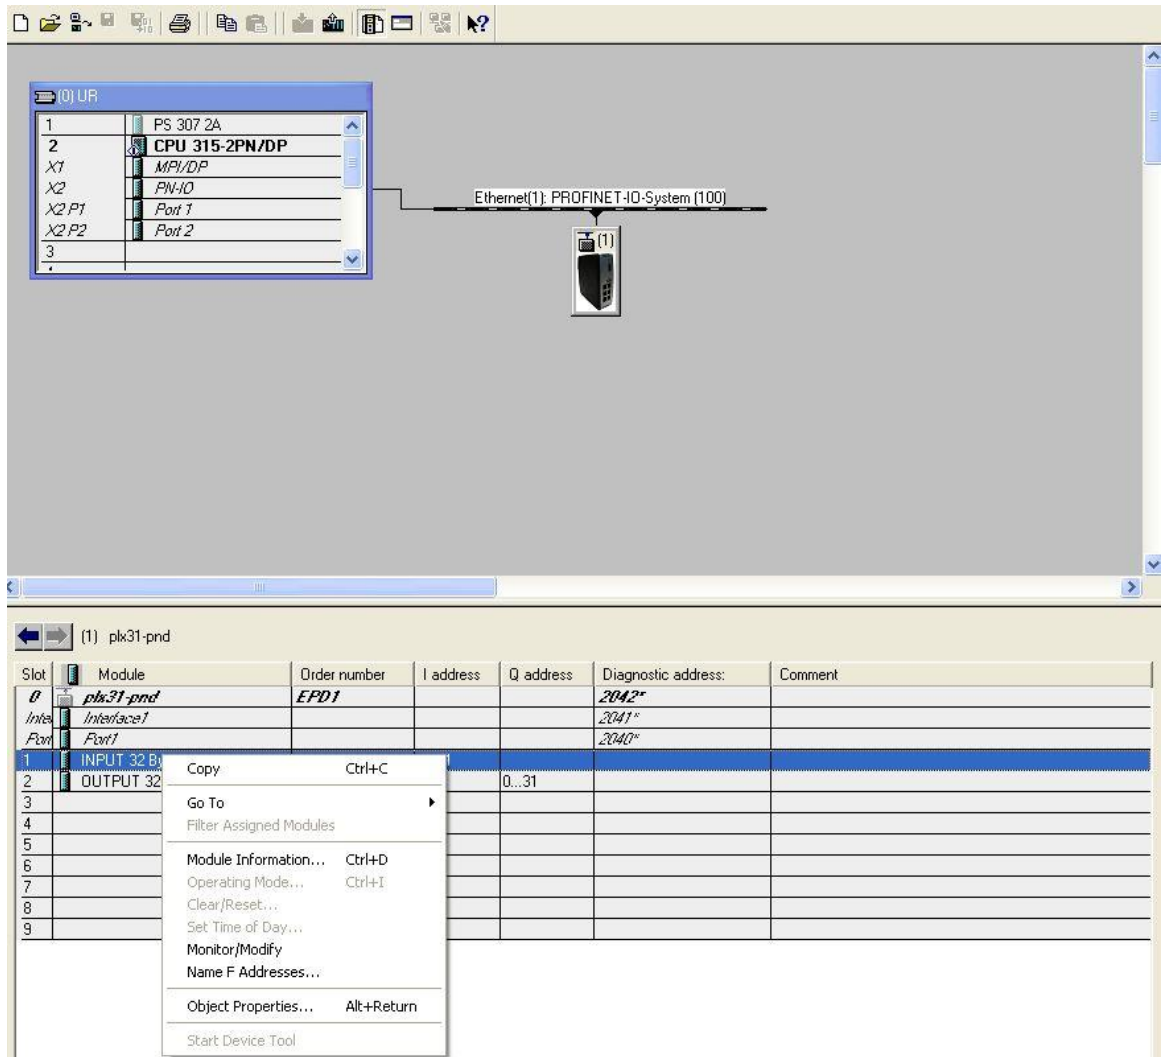 (0) UR
1 PS 307 2A
2 CPU 315-2PN/DP
X1 MPI/DP
X2 PN-IO
X2 P1 Port 1
X2 P2 Port 2
3
Ethernet(1): PROFINET-IO-System (100)
(1)
(1) plx31-pnd
Slot Module Order number I address Q address Diagnostic address: Comment
0 plx31-pnd EPD1 2042*
Inte Interface1 2041*
Port Port1 2040*
1 INPUT 32 By
2 OUTPUT 32 0...31
3
4
5
6
7
8
9
Copy Ctrl+C
Go To
Filter Assigned Modules
Module Information... Ctrl+D
Operating Mode... Ctrl+I
Clear/Reset...
Set Time of Day...
Monitor/Modify
Name F Addresses...
Object Properties... Alt+Return
Start Device Tool